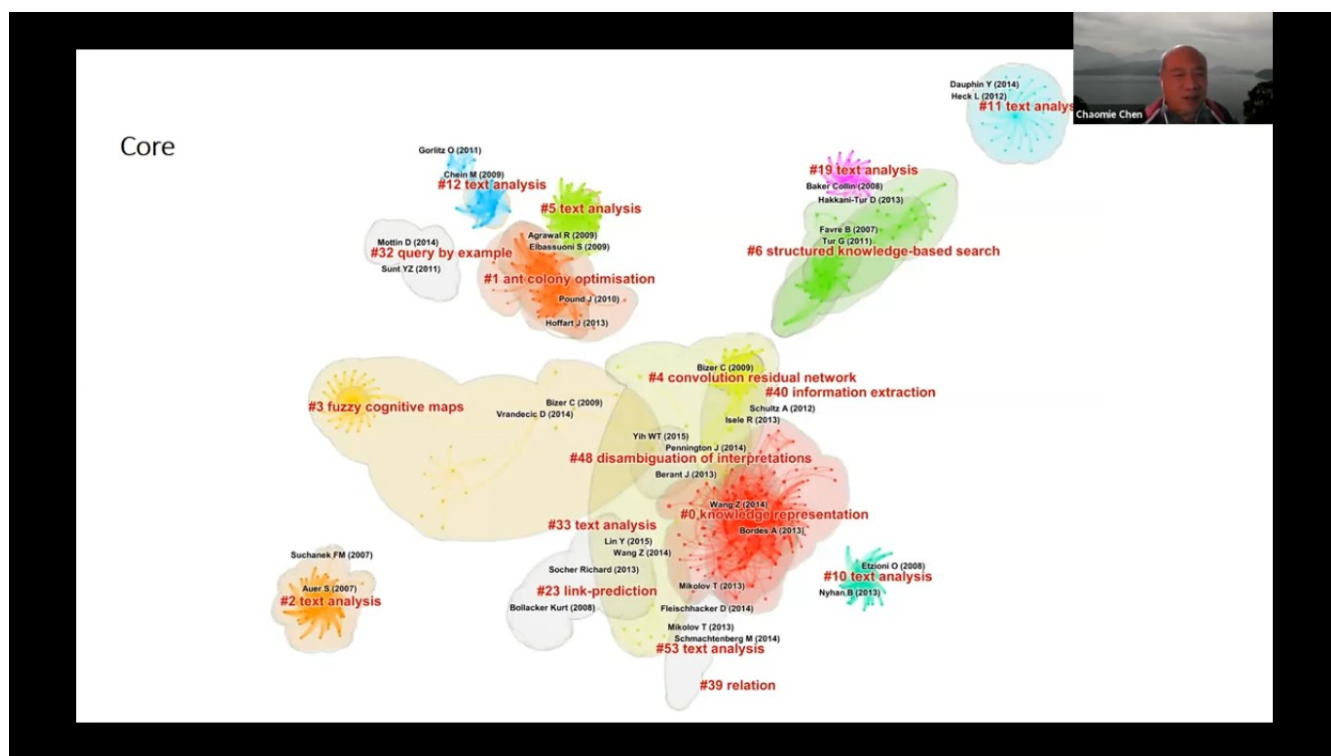 Core
Dauphin Y (2014)
Heck L (2012)
#11 text analys
Chaomie Chen
Gorlitz O (2011)
Chein M (2009)
#12 text analysis
#5 text analysis
#19 text analysis
Baker Collin (2008)
Hakkani-Tur D (2013)
Mottin D (2014)
#32 query by example
Sunt YZ (2011)
Agrawal R (2009)
Elbassuoni S (2009)
#1 ant colony optimisation
Pound J (2010)
Hoffart J (2013)
Favre B (2007)
Tur G (2011)
#6 structured knowledge-based search
Bizer C (2009)
#4 convolution residual network
#40 information extraction
#3 fuzzy cognitive maps
Bizer C (2009)
Vrandecic D (2014)
Schultz A (2012)
Isele R (2013)
Yih WT (2015)
Pennington J (2014)
#48 disambiguation of interpretations
Berant J (2013)
Wang Z (2014)
#0 knowledge representation
Bordes A (2013)
#33 text analysis
Lin Y (2015)
Wang Z (2014)
Socher Richard (2013)
#23 link-prediction
Bollacker Kurt (2008)
Mikolov T (2013)
Fleischhacker D (2014)
Etzioni O (2008)
#10 text analysis
Nyhan B (2013)
Suchanek FM (2007)
Auer S (2007)
#2 text analysis
Mikolov T (2013)
Schmachtenberg M (2014)
#53 text analysis
#39 relation